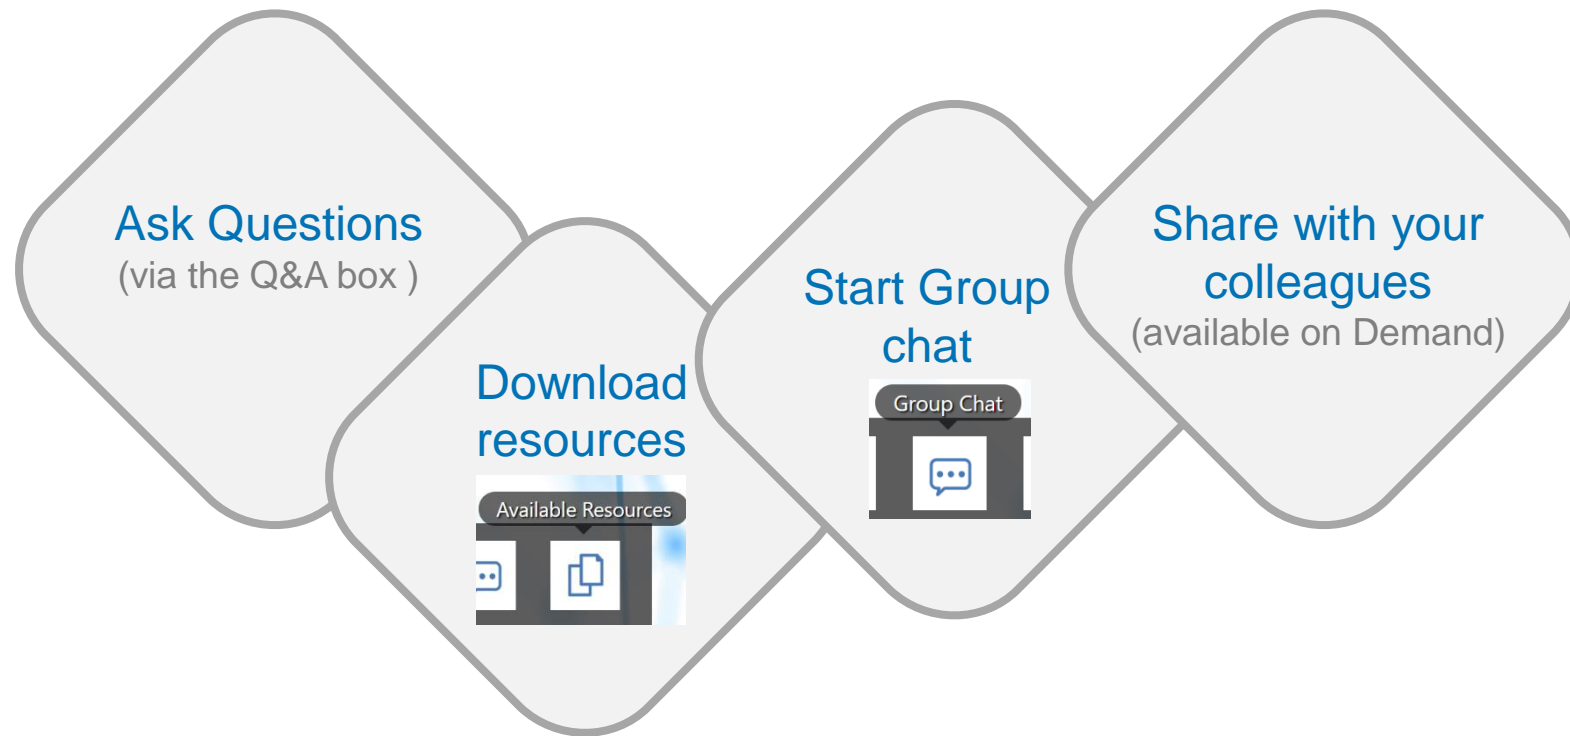 Ask Questions
(via the Q&A box )
Download
resources
Available Resources
Start Group
chat
Group Chat
Share with your
colleagues
(available on Demand)